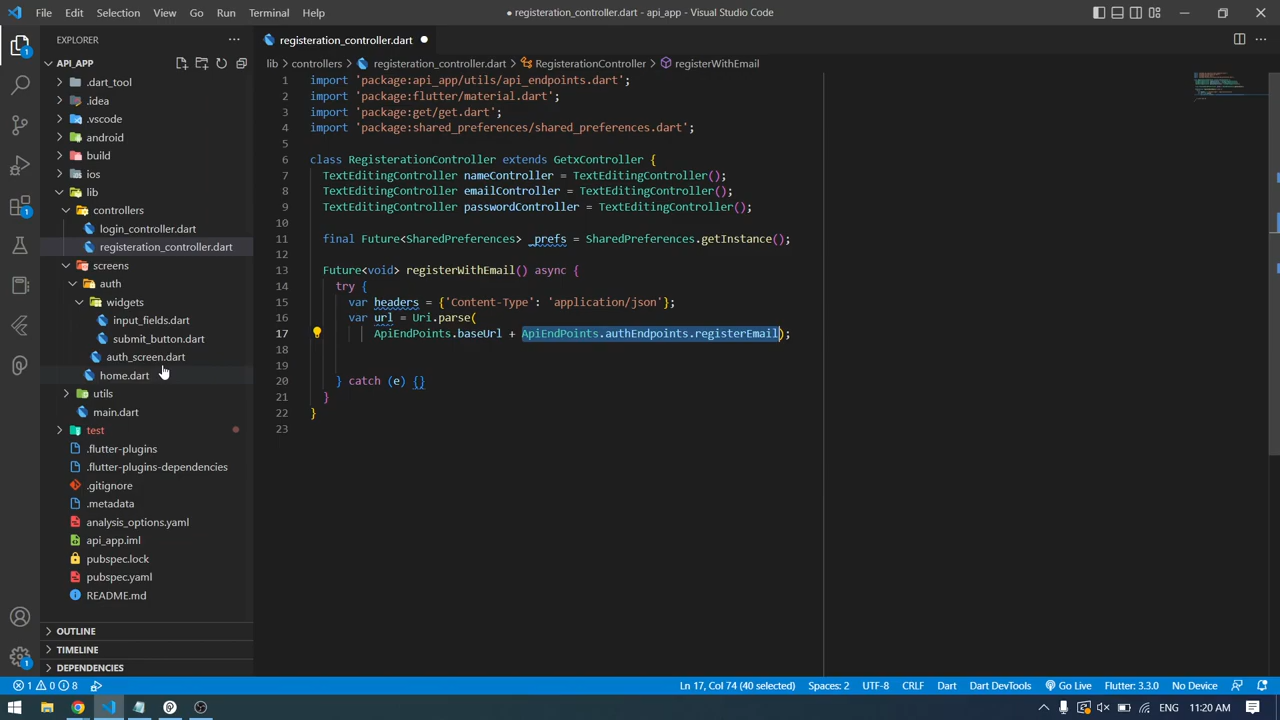 File Edit Selection View Go Run Terminal Help
● registeration_controller.dart - api_app - Visual Studio Code
EXPLORER
API_APP
.dart_tool
.idea
.vscode
android
build
ios
lib
controllers
login_controller.dart
registeration_controller.dart
screens
auth
widgets
input_fields.dart
submit_button.dart
auth_screen.dart
home.dart
utils
main.dart
test
.flutter-plugins
.flutter-plugins-dependencies
.gitignore
.metadata
analysis_options.yaml
api_app.iml
pubspec.lock
pubspec.yaml
README.md
OUTLINE
TIMELINE
DEPENDENCIES
registeration_controller.dart ●
lib > controllers > registeration_controller.dart > RegisterationController > registerWithEmail
1 import 'package:api_app/utils/api_endpoints.dart';
2 import 'package:flutter/material.dart';
3 import 'package:get/get.dart';
4 import 'package:shared_preferences/shared_preferences.dart';
5
6 class RegisterationController extends GetxController {
7 TextEditingController nameController = TextEditingController();
8 TextEditingController emailController = TextEditingController();
9 TextEditingController passwordController = TextEditingController();
10
11 final Future<SharedPreferences> _prefs = SharedPreferences.getInstance();
12
13 Future<void> registerWithEmail() async {
14 try {
15 var headers = {'Content-Type': 'application/json'};
16 var url = Uri.parse(
17 ApiEndPoints.baseUrl + ApiEndPoints.authEndpoints.registerEmail);
18
19
20 } catch (e) {}
21 }
22 }
23
1 0 8
Ln 17, Col 74 (40 selected) Spaces: 2 UTF-8 CRLF Dart Dart DevTools Go Live Flutter: 3.3.0 No Device
ENG 11:20 AM